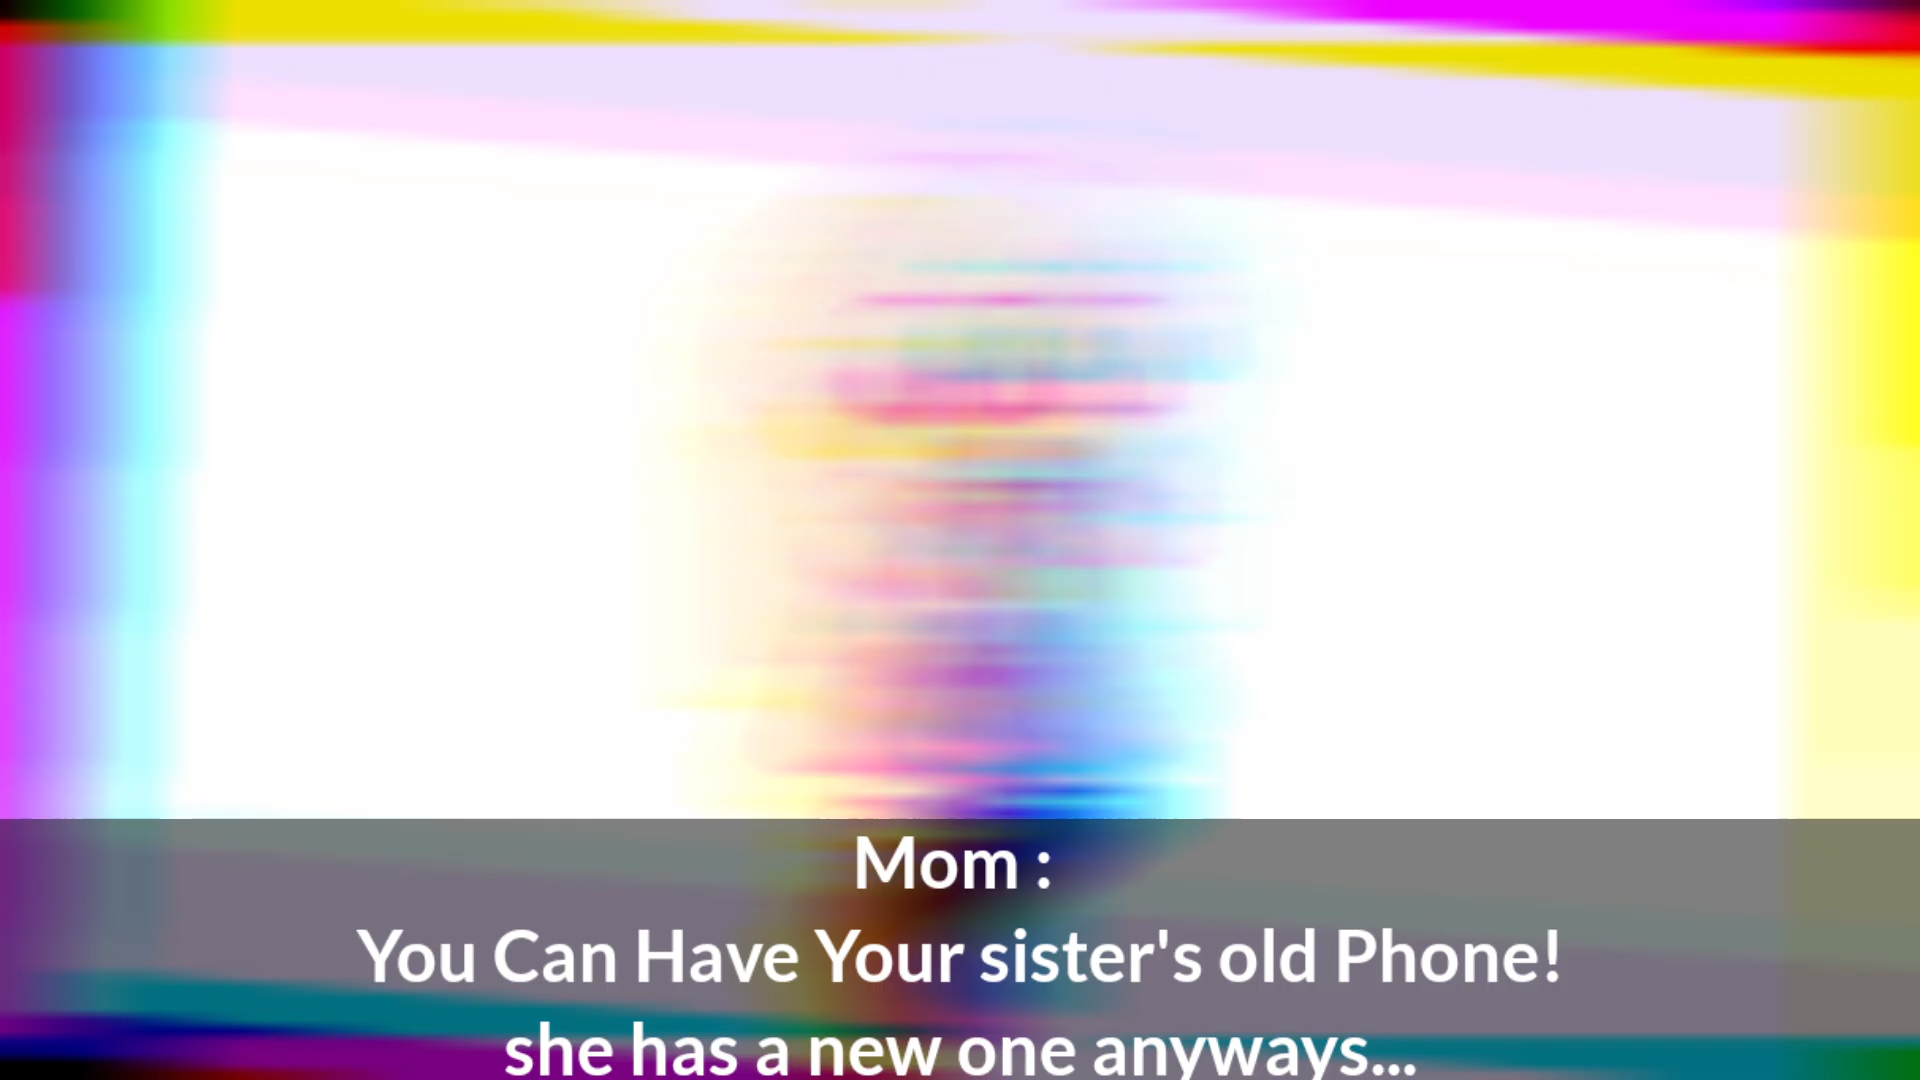 Mom :
You Can Have Your sister's old Phone!
she has a new one anyways...